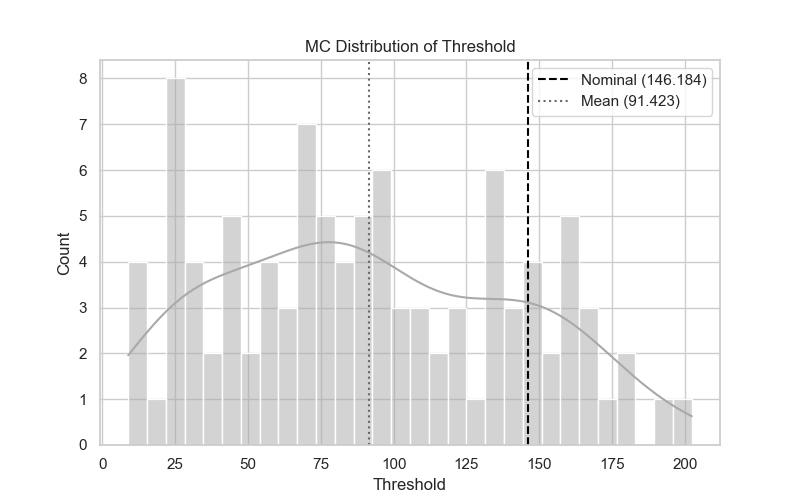 MC Distribution of Threshold
Nominal (146.184)
Mean (91.423)
8
7
6
5
4
3
2
1
0
Count
0 25 50 75 100 125 150 175 200
Threshold